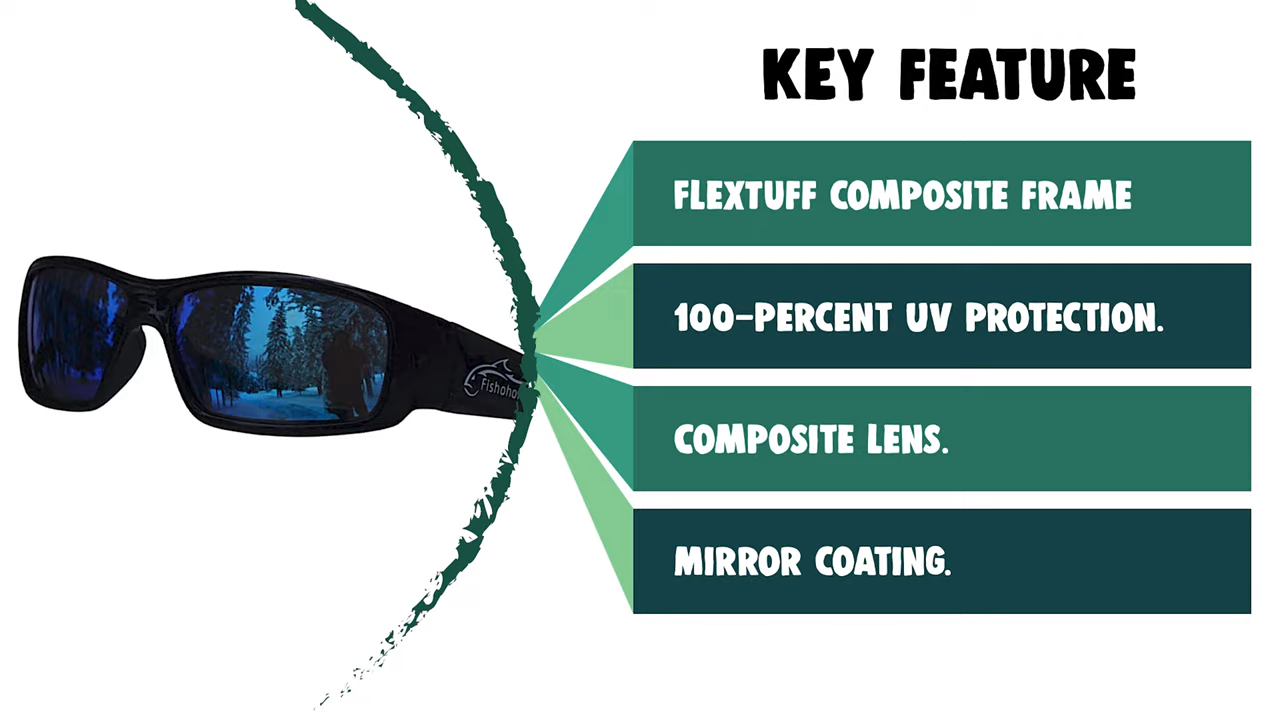 KEY FEATURE
FLEXTUFF COMPOSITE FRAME
100-PERCENT UV PROTECTION.
COMPOSITE LENS.
MIRROR COATING.